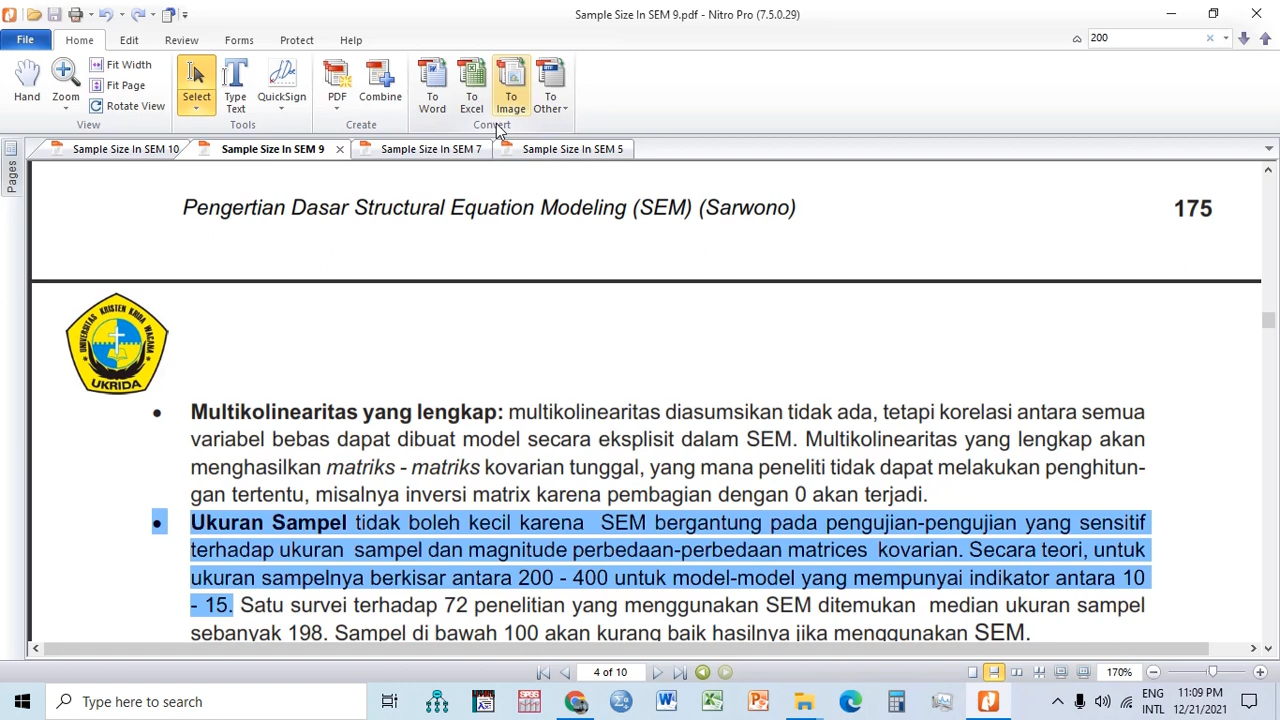 Sample Size In SEM 9.pdf - Nitro Pro (7.5.0.29)
File Home Edit Review Forms Protect Help 200
Hand
Zoom
Fit Width
Fit Page
Rotate View
View
Select
Type Text
QuickSign
Tools
PDF
Combine
Create
To Word
To Excel
To Image
To Other
Convert
Sample Size In SEM 10
Sample Size In SEM 9
Sample Size In SEM 7
Sample Size In SEM 5
Pages
Pengertian Dasar Structural Equation Modeling (SEM) (Sarwono) 175
UNIVERSITAS KRISTEN KRIDA WACANA
UKRIDA
• Multikolinearitas yang lengkap: multikolinearitas diasumsikan tidak ada, tetapi korelasi antara semua
variabel bebas dapat dibuat model secara eksplisit dalam SEM. Multikolinearitas yang lengkap akan
menghasilkan matriks - matriks kovarian tunggal, yang mana peneliti tidak dapat melakukan penghitun-
gan tertentu, misalnya inversi matrix karena pembagian dengan 0 akan terjadi.
• Ukuran Sampel tidak boleh kecil karena SEM bergantung pada pengujian-pengujian yang sensitif
terhadap ukuran sampel dan magnitude perbedaan-perbedaan matrices kovarian. Secara teori, untuk
ukuran sampelnya berkisar antara 200 - 400 untuk model-model yang mempunyai indikator antara 10
- 15. Satu survei terhadap 72 penelitian yang menggunakan SEM ditemukan median ukuran sampel
sebanyak 198. Sampel di bawah 100 akan kurang baik hasilnya jika menggunakan SEM.
4 of 10
170%
Type here to search
ENG
INTL
11:09 PM
12/21/2021